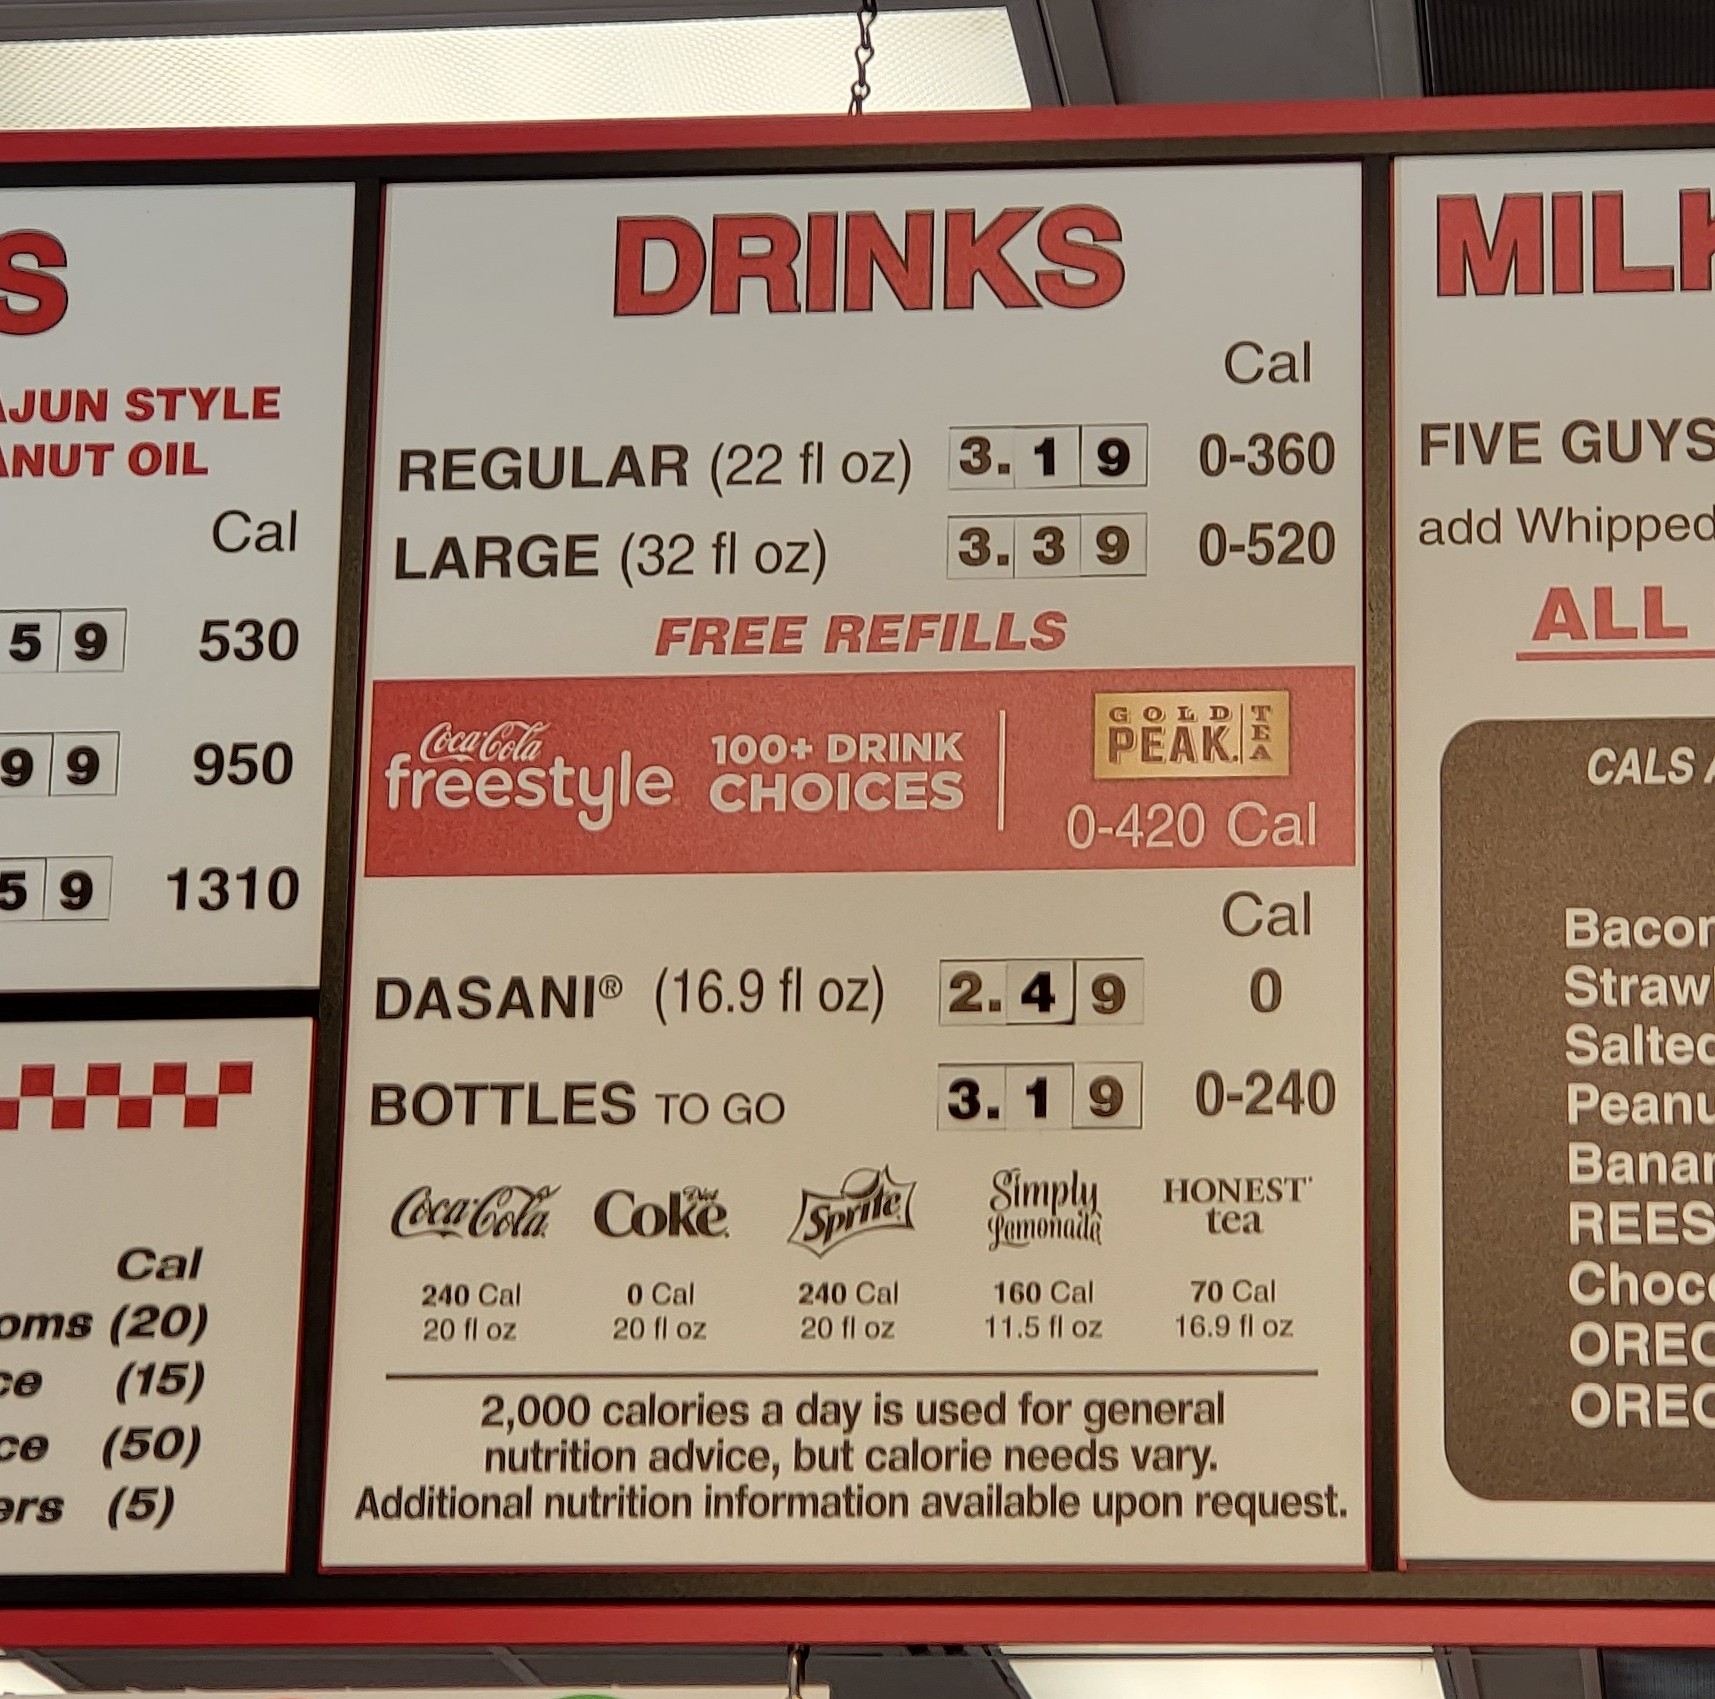 S
AJUN STYLE
ANUT OIL
Cal
59 530
99 950
59 1310
Cal
oms (20)
ce (15)
ce (50)
ers (5)
DRINKS
Cal
REGULAR (22 fl oz) 3.19 0-360
LARGE (32 fl oz) 3.39 0-520
FREE REFILLS
Coca-Cola
freestyle
100+ DRINK
CHOICES
GOLD
PEAK
TEA
0-420 Cal
Cal
DASANI® (16.9 fl oz) 2.49 0
BOTTLES TO GO 3.19 0-240
Coca-Cola Diet Coke Sprite Simply Lemonade HONEST tea
240 Cal 0 Cal 240 Cal 160 Cal 70 Cal
20 fl oz 20 fl oz 20 fl oz 11.5 fl oz 16.9 fl oz
2,000 calories a day is used for general
nutrition advice, but calorie needs vary.
Additional nutrition information available upon request.
MILK
FIVE GUYS
add Whipped
ALL
CALS A
Bacon
Straw
Salted
Peanu
Banan
REES
Choco
OREO
OREO